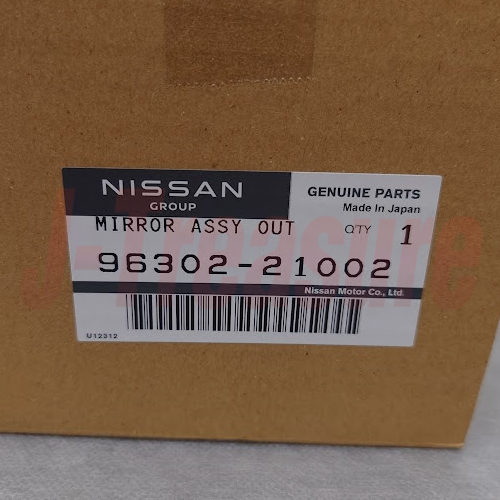 NISSAN
GROUP
GENUINE PARTS
Made In Japan
MIRROR ASSY OUT QTY 1
96302-21002
Nissan Motor Co., Ltd.
U12312
J-Treasure